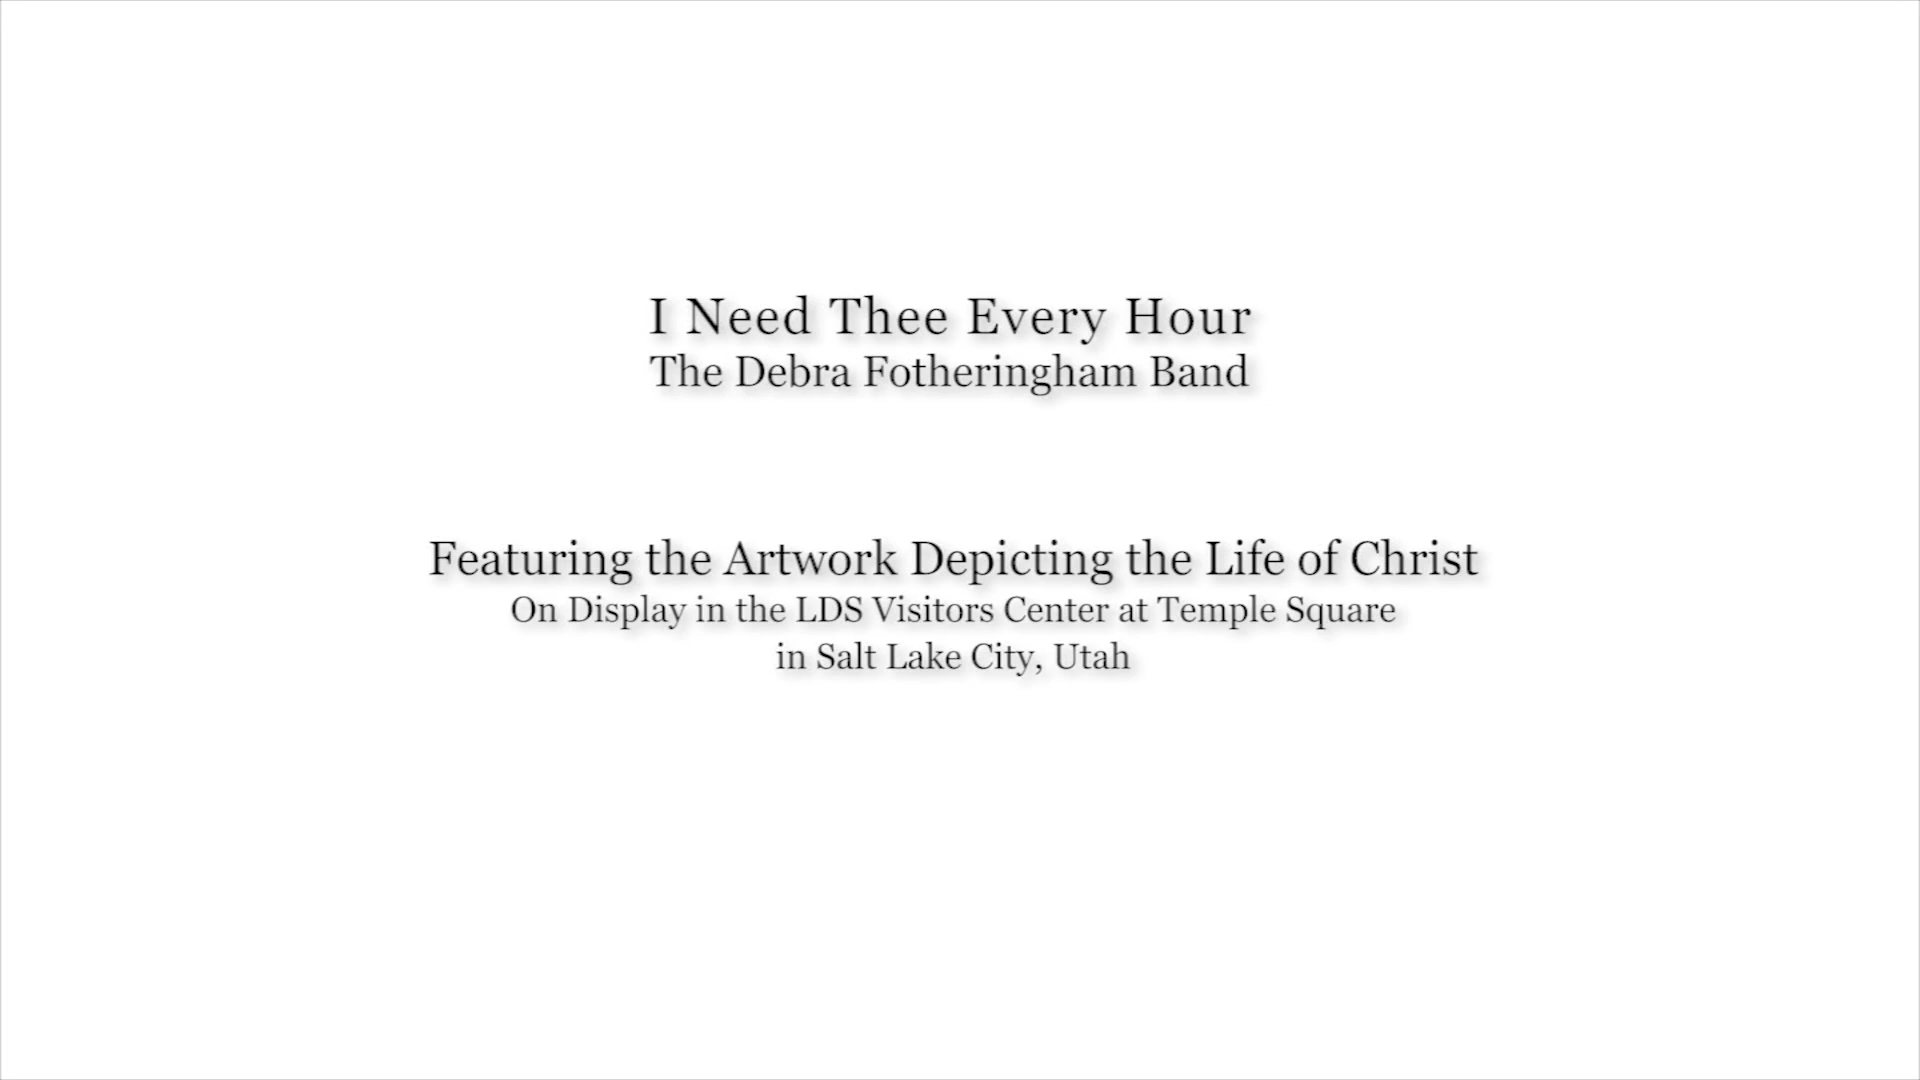 I Need Thee Every Hour
The Debra Fotheringham Band
Featuring the Artwork Depicting the Life of Christ
On Display in the LDS Visitors Center at Temple Square
in Salt Lake City, Utah